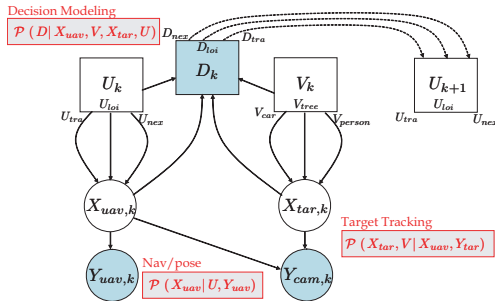 Decision Modeling
P (D| X_uav, V, X_tar, U)
D_nex
D_loi
D_tra
D_k
U_k
U_loi
U_tra
U_nex
V_k
V_tree
V_car
V_person
U_k+1
U_loi
U_tra
U_nex
X_uav,k
X_tar,k
Target Tracking
P (X_tar, V| X_uav, Y_tar)
Y_uav,k
Nav/pose
P (X_uav| U, Y_uav)
Y_cam,k